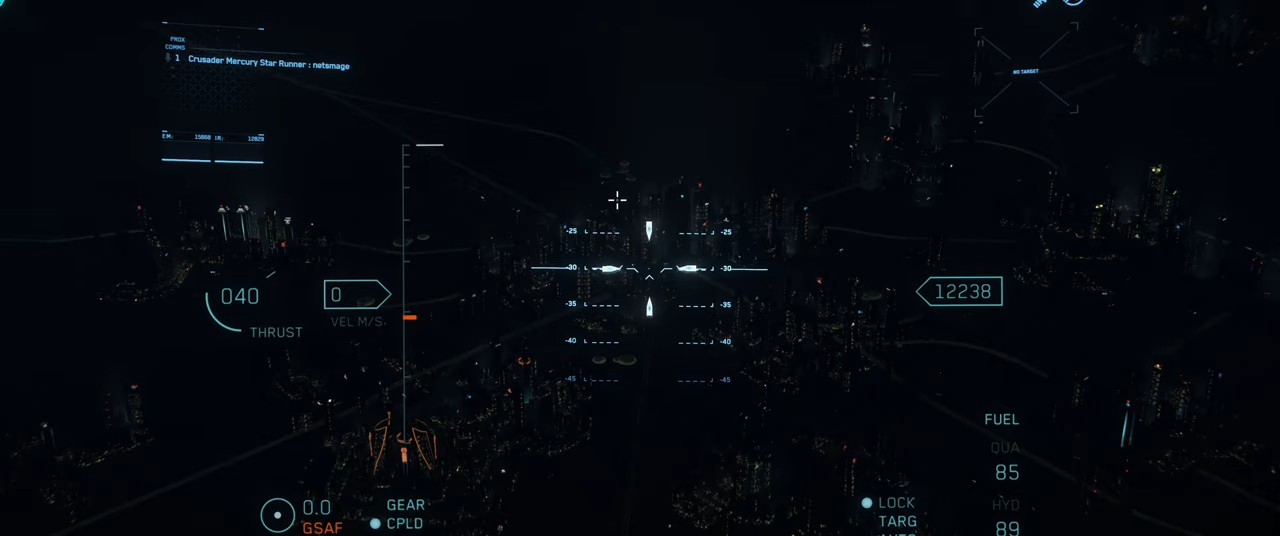 PROX
COMMS
1 Crusader Mercury Star Runner : netsmage
EM: 15860 IR: 12829
NO TARGET
-25 -25
-30 -30
-35 -35
-40 -40
-45 -45
040
THRUST
0
VEL M/S
12238
FUEL
QUA
85
HYD
89
0.0
GSAF
GEAR
CPLD
LOCK
TARG